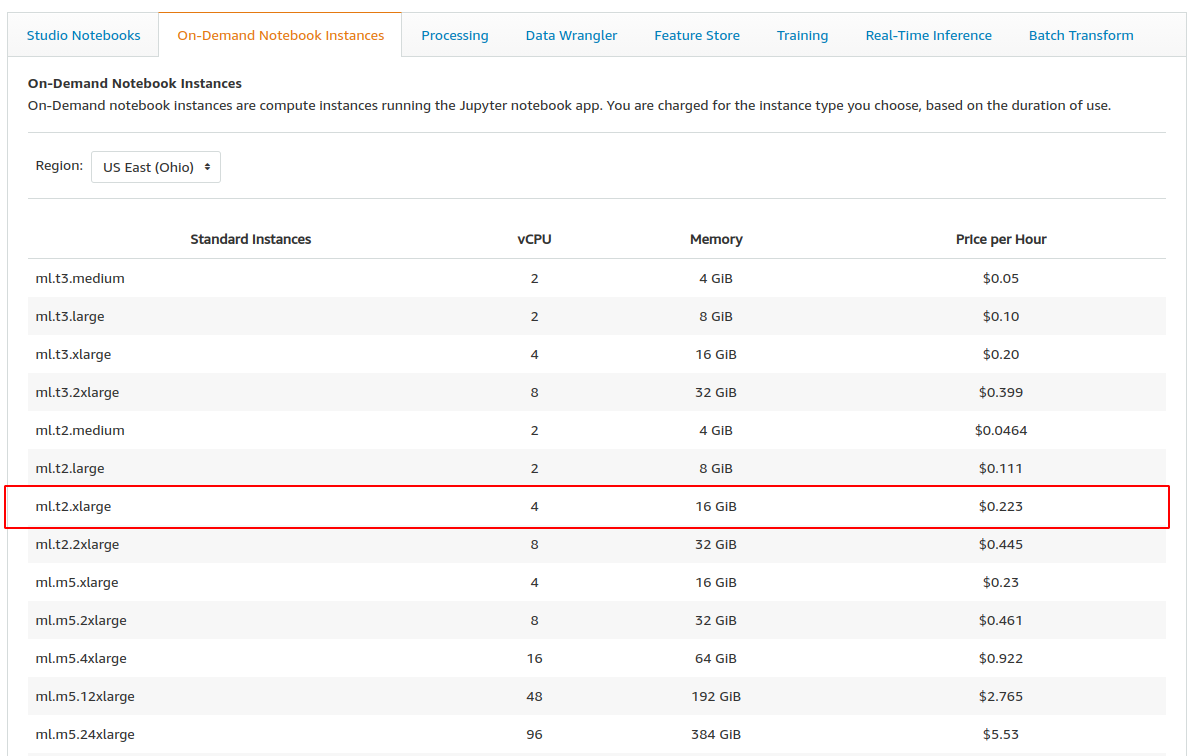 Studio Notebooks On-Demand Notebook Instances Processing Data Wrangler Feature Store Training Real-Time Inference Batch Transform
On-Demand Notebook Instances
On-Demand notebook instances are compute instances running the Jupyter notebook app. You are charged for the instance type you choose, based on the duration of use.
Region: US East (Ohio)
Standard Instances vCPU Memory Price per Hour
ml.t3.medium 2 4 GiB $0.05
ml.t3.large 2 8 GiB $0.10
ml.t3.xlarge 4 16 GiB $0.20
ml.t3.2xlarge 8 32 GiB $0.399
ml.t2.medium 2 4 GiB $0.0464
ml.t2.large 2 8 GiB $0.111
ml.t2.xlarge 4 16 GiB $0.223
ml.t2.2xlarge 8 32 GiB $0.445
ml.m5.xlarge 4 16 GiB $0.23
ml.m5.2xlarge 8 32 GiB $0.461
ml.m5.4xlarge 16 64 GiB $0.922
ml.m5.12xlarge 48 192 GiB $2.765
ml.m5.24xlarge 96 384 GiB $5.53